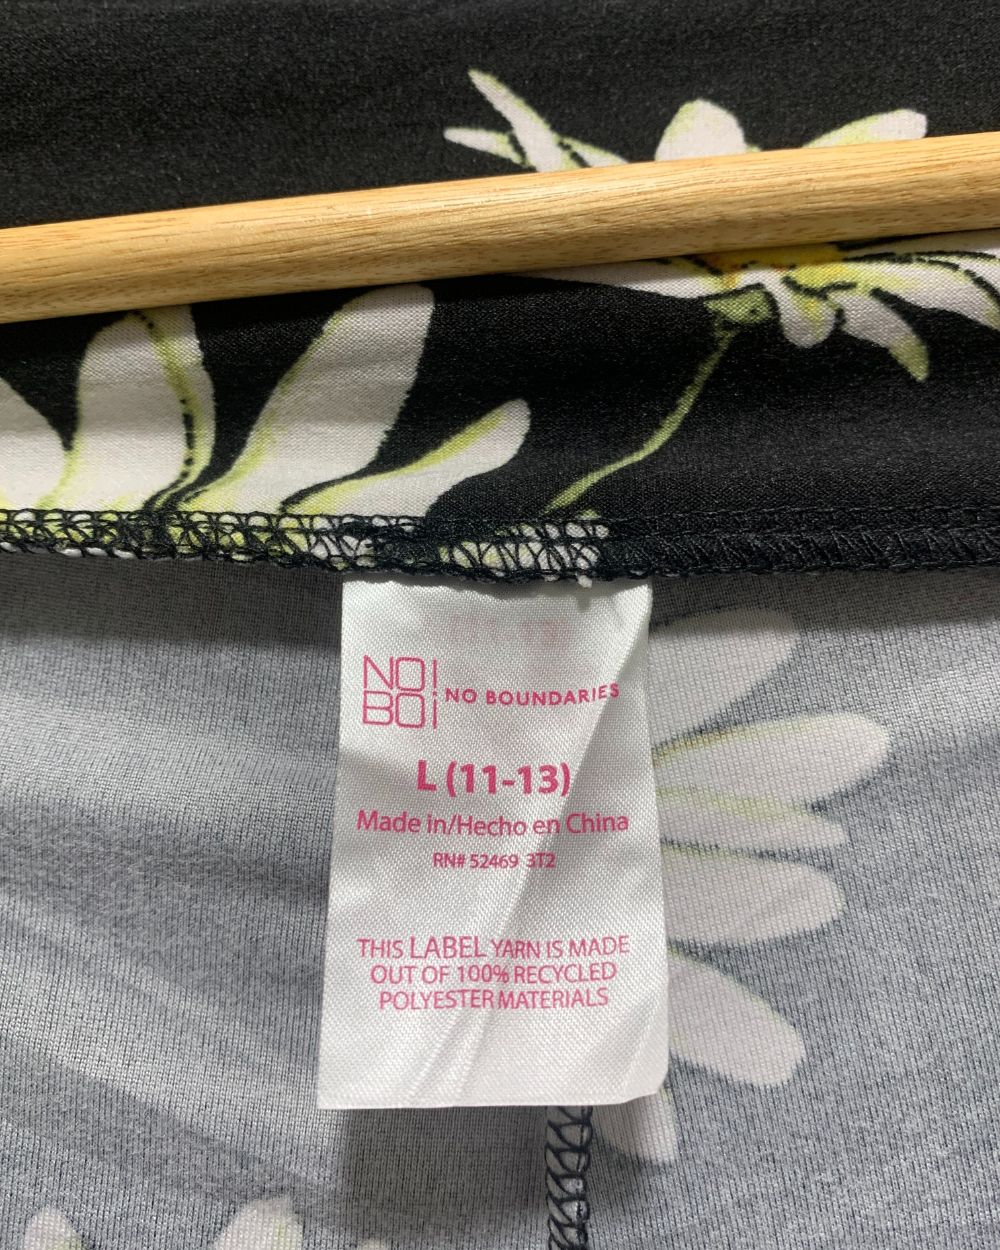 NO!
BO¡
NO BOUNDARIES
L (11-13)
Made in/Hecho en China
RN# 52469 3T2
THIS LABEL YARN IS MADE
OUT OF 100% RECYCLED
POLYESTER MATERIALS